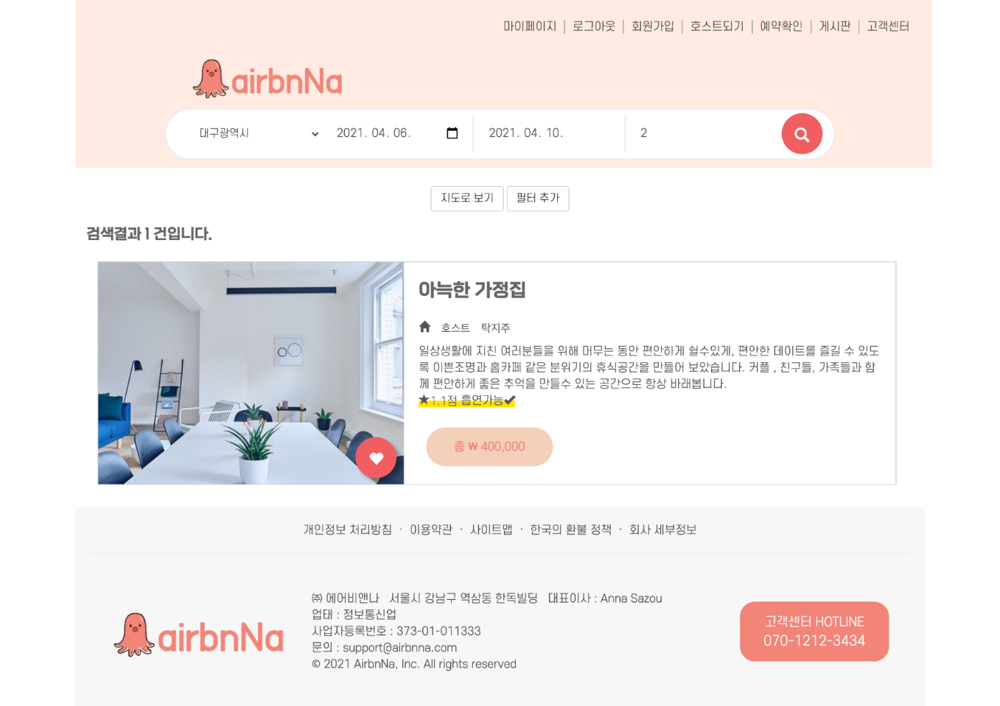 마이페이지 | 로그아웃 | 회원가입 | 호스트되기 | 예약확인 | 게시판 | 고객센터
airbnNa
대구광역시 2021. 04. 06. 2021. 04. 10. 2
지도로 보기 필터 추가
검색결과 1 건입니다.
아늑한 가정집
호스트 탁지주
일상생활에 지친 여러분들을 위해 머무는 동안 편안하게 쉴수있게, 편안한 데이트를 즐길 수 있도
록 이쁜조명과 홈카페 같은 분위기의 휴식공간을 만들어 보았습니다. 커플 , 친구들, 가족들과 함
께 편안하게 좋은 추억을 만들수 있는 공간으로 항상 바래봅니다.
★1.1점 흡연가능✔
총 ₩ 400,000
개인정보 처리방침 · 이용약관 · 사이트맵 · 한국의 환불 정책 · 회사 세부정보
airbnNa
㈜ 에어비앤나 서울시 강남구 역삼동 한독빌딩 대표이사 : Anna Sazou
업태 : 정보통신업
사업자등록번호 : 373-01-011333
문의 : support@airbnna.com
© 2021 AirbnNa, Inc. All rights reserved
고객센터 HOTLINE
070-1212-3434